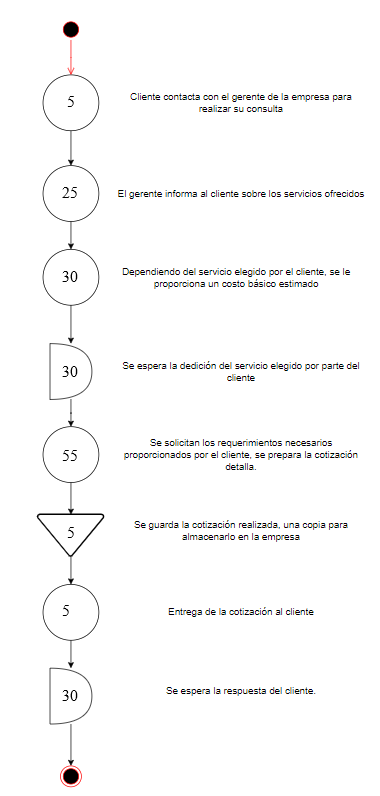 5
Cliente contacta con el gerente de la empresa para
realizar su consulta
25
El gerente informa al cliente sobre los servicios ofrecidos
30
Dependiendo del servicio elegido por el cliente, se le
proporciona un costo básico estimado
30
Se espera la dedición del servicio elegido por parte del
cliente
55
Se solicitan los requerimientos necesarios
proporcionados por el cliente, se prepara la cotización
detalla.
5
Se guarda la cotización realizada, una copia para
almacenarlo en la empresa
5
Entrega de la cotización al cliente
30
Se espera la respuesta del cliente.